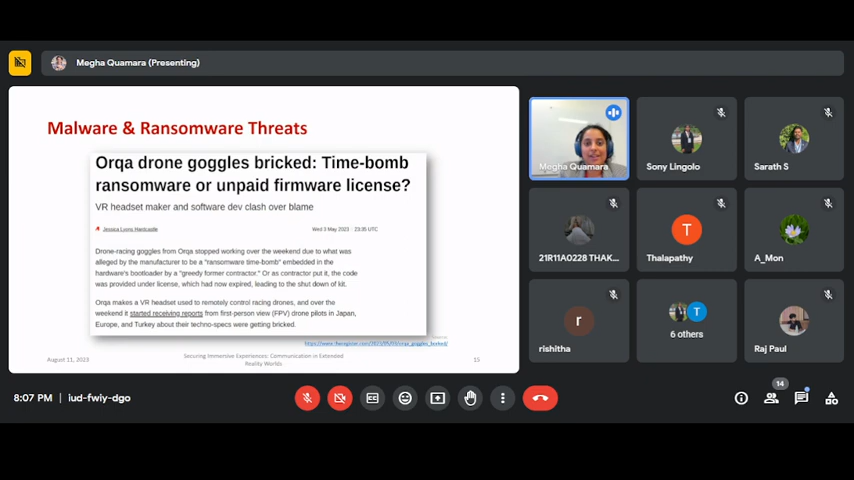 Megha Quamara (Presenting)
Malware & Ransomware Threats
Orqa drone goggles bricked: Time-bomb
ransomware or unpaid firmware license?
VR headset maker and software dev clash over blame
Jessica Lyons Hardcastle
Wed 3 May 2023 23:35 UTC
Drone-racing goggles from Orqa stopped working over the weekend due to what was
alleged by the manufacturer to be a "ransomware time-bomb" embedded in the
hardware's bootloader by a "greedy former contractor." Or as contractor put it, the code
was provided under license, which had now expired, leading to the shut down of kit.
Orqa makes a VR headset used to remotely control racing drones, and over the
weekend it started receiving reports from first-person view (FPV) drone pilots in Japan,
Europe, and Turkey about their techno-specs were getting bricked.
https://www.theregister.com/2023/05/03/orqa_goggles_bricked/
August 11, 2023
Securing Immersive Experiences: Communication in Extended
Reality Worlds
15
Megha Quamara
Sony Lingolo
Sarath S
21R11A0228 THAK...
T
Thalapathy
A_Mon
r
rishitha
T
6 others
Raj Paul
8:07 PM | iud-fwiy-dgo
14